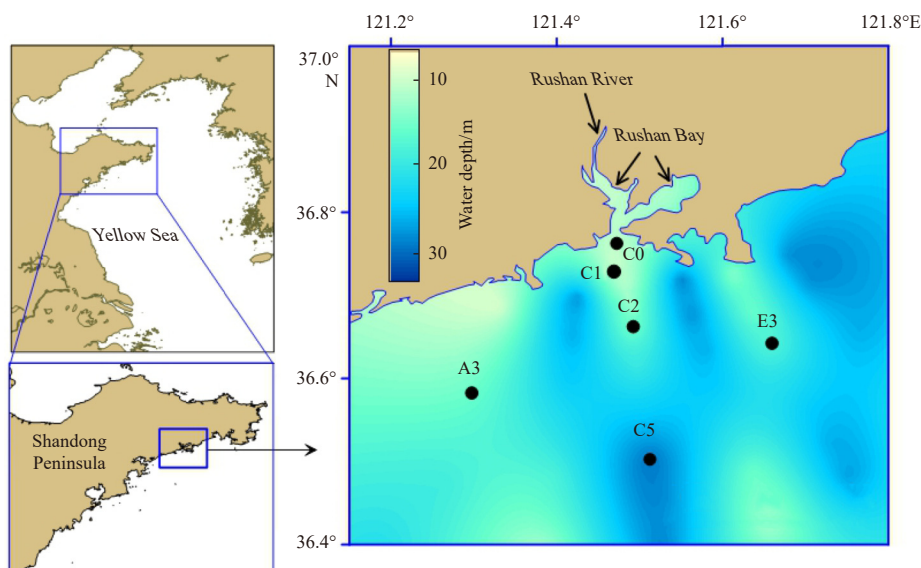 121.2°
121.4°
121.6°
121.8°E
37.0°
N
36.8°
36.6°
36.4°
10
20
30
Water depth/m
Rushan River
Rushan Bay
C0
C1
C2
E3
A3
C5
Yellow Sea
Shandong
Peninsula